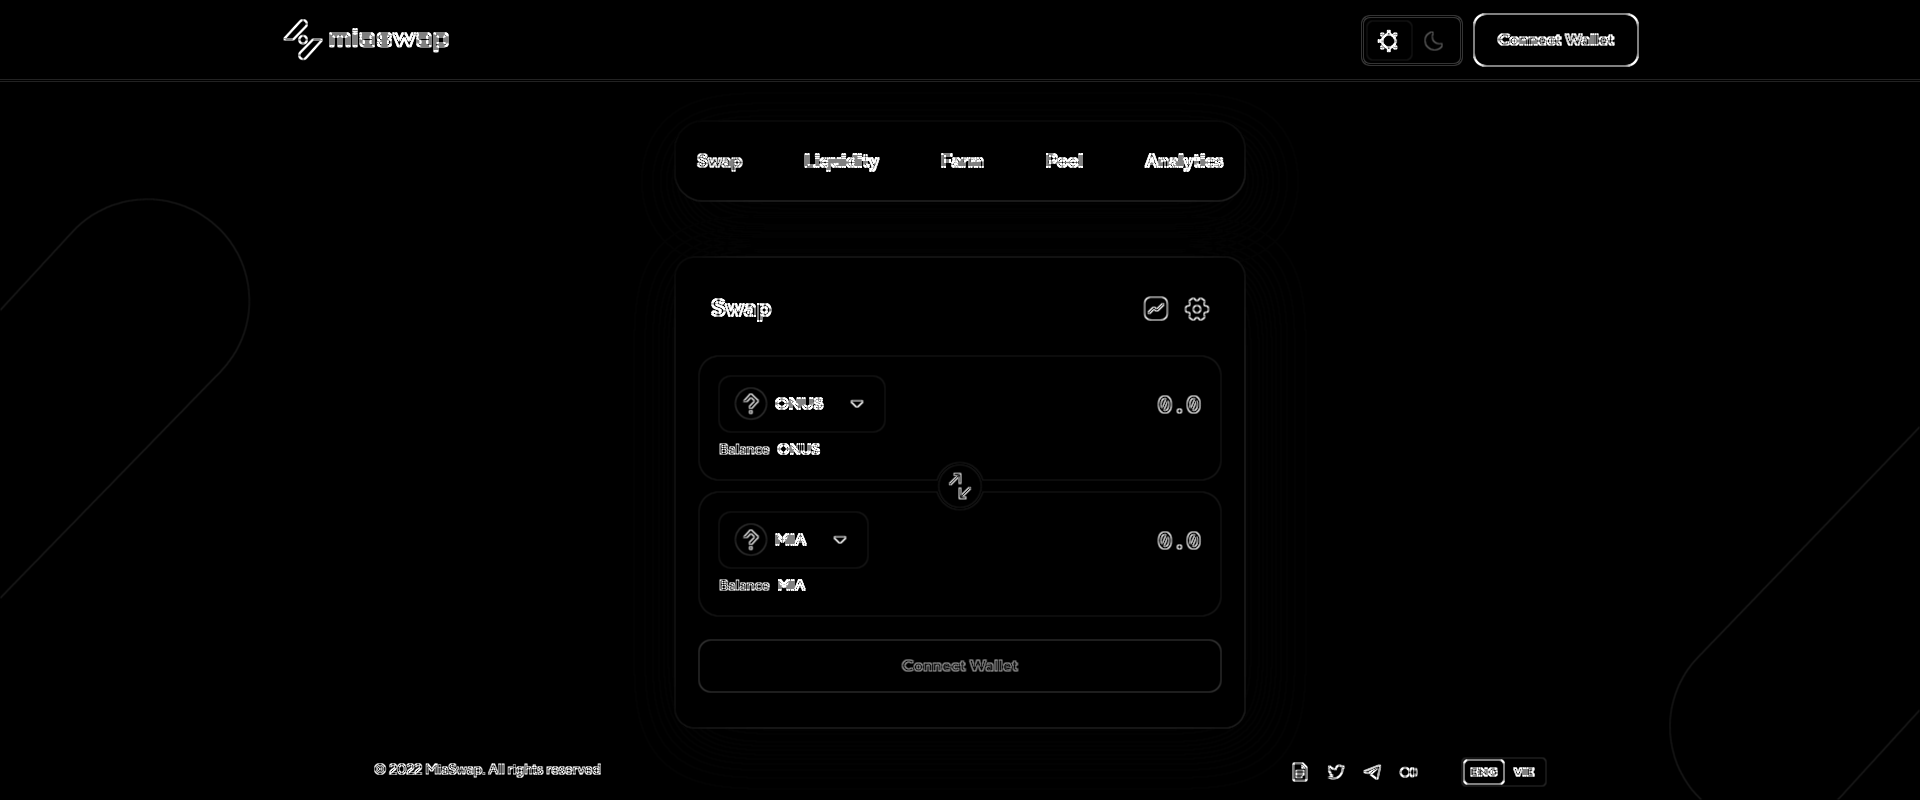 miaswap
Connect Wallet
Swap Liquidity Farm Pool Analytics
Swap
ONUS
0.0
Balance ONUS
MIA
0.0
Balance MIA
Connect Wallet
© 2022 MiaSwap. All rights reserved
ENG VIE